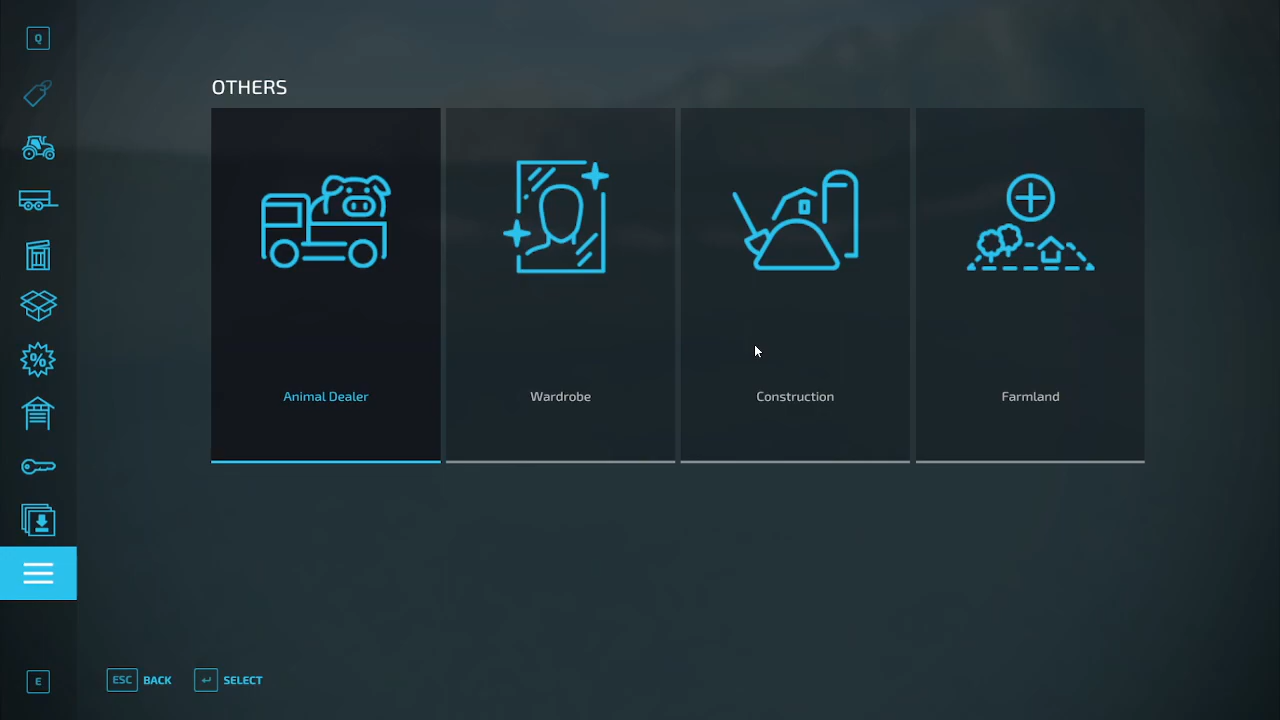 Q
OTHERS
%
Animal Dealer
Wardrobe
Construction
Farmland
E
ESC BACK
↵ SELECT